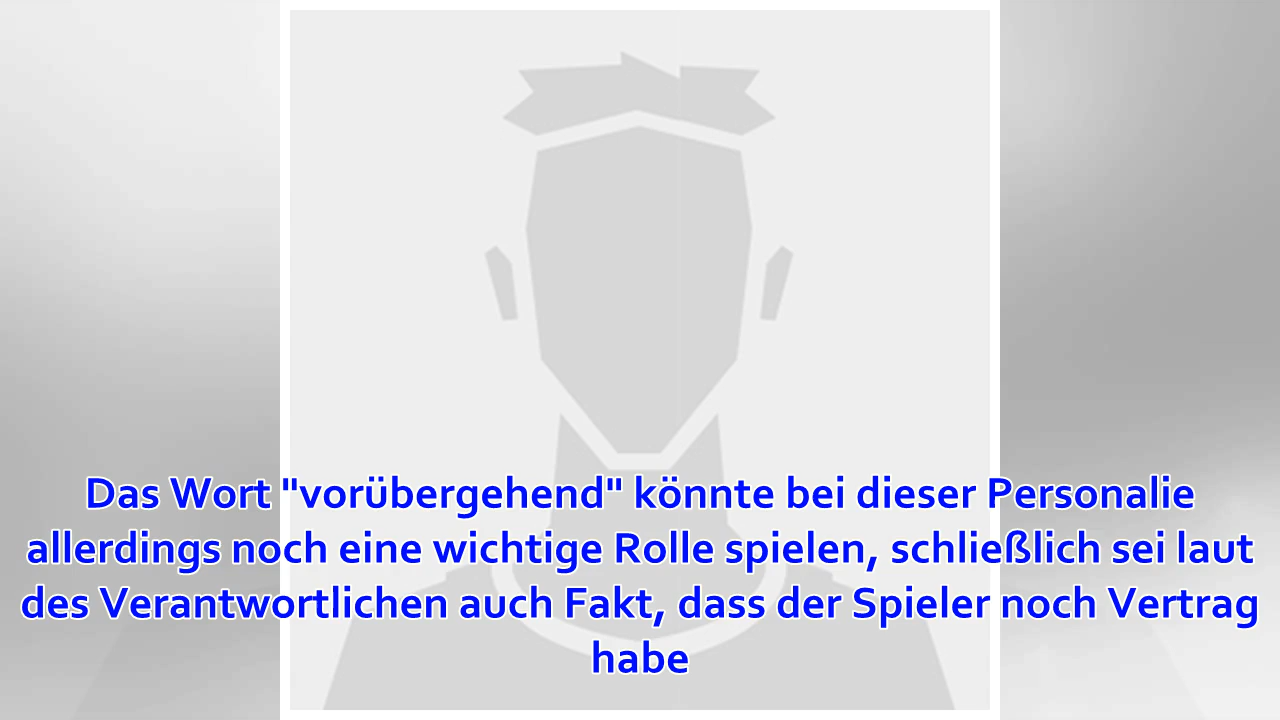 Das Wort "vorübergehend" könnte bei dieser Personalie
allerdings noch eine wichtige Rolle spielen, schließlich sei laut
des Verantwortlichen auch Fakt, dass der Spieler noch Vertrag
habe